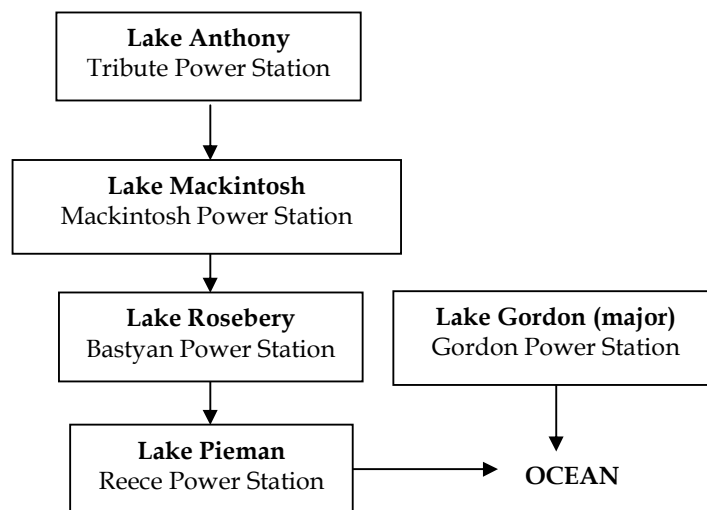 Lake Anthony
Tribute Power Station
Lake Mackintosh
Mackintosh Power Station
Lake Rosebery
Bastyan Power Station
Lake Gordon (major)
Gordon Power Station
Lake Pieman
Reece Power Station
OCEAN